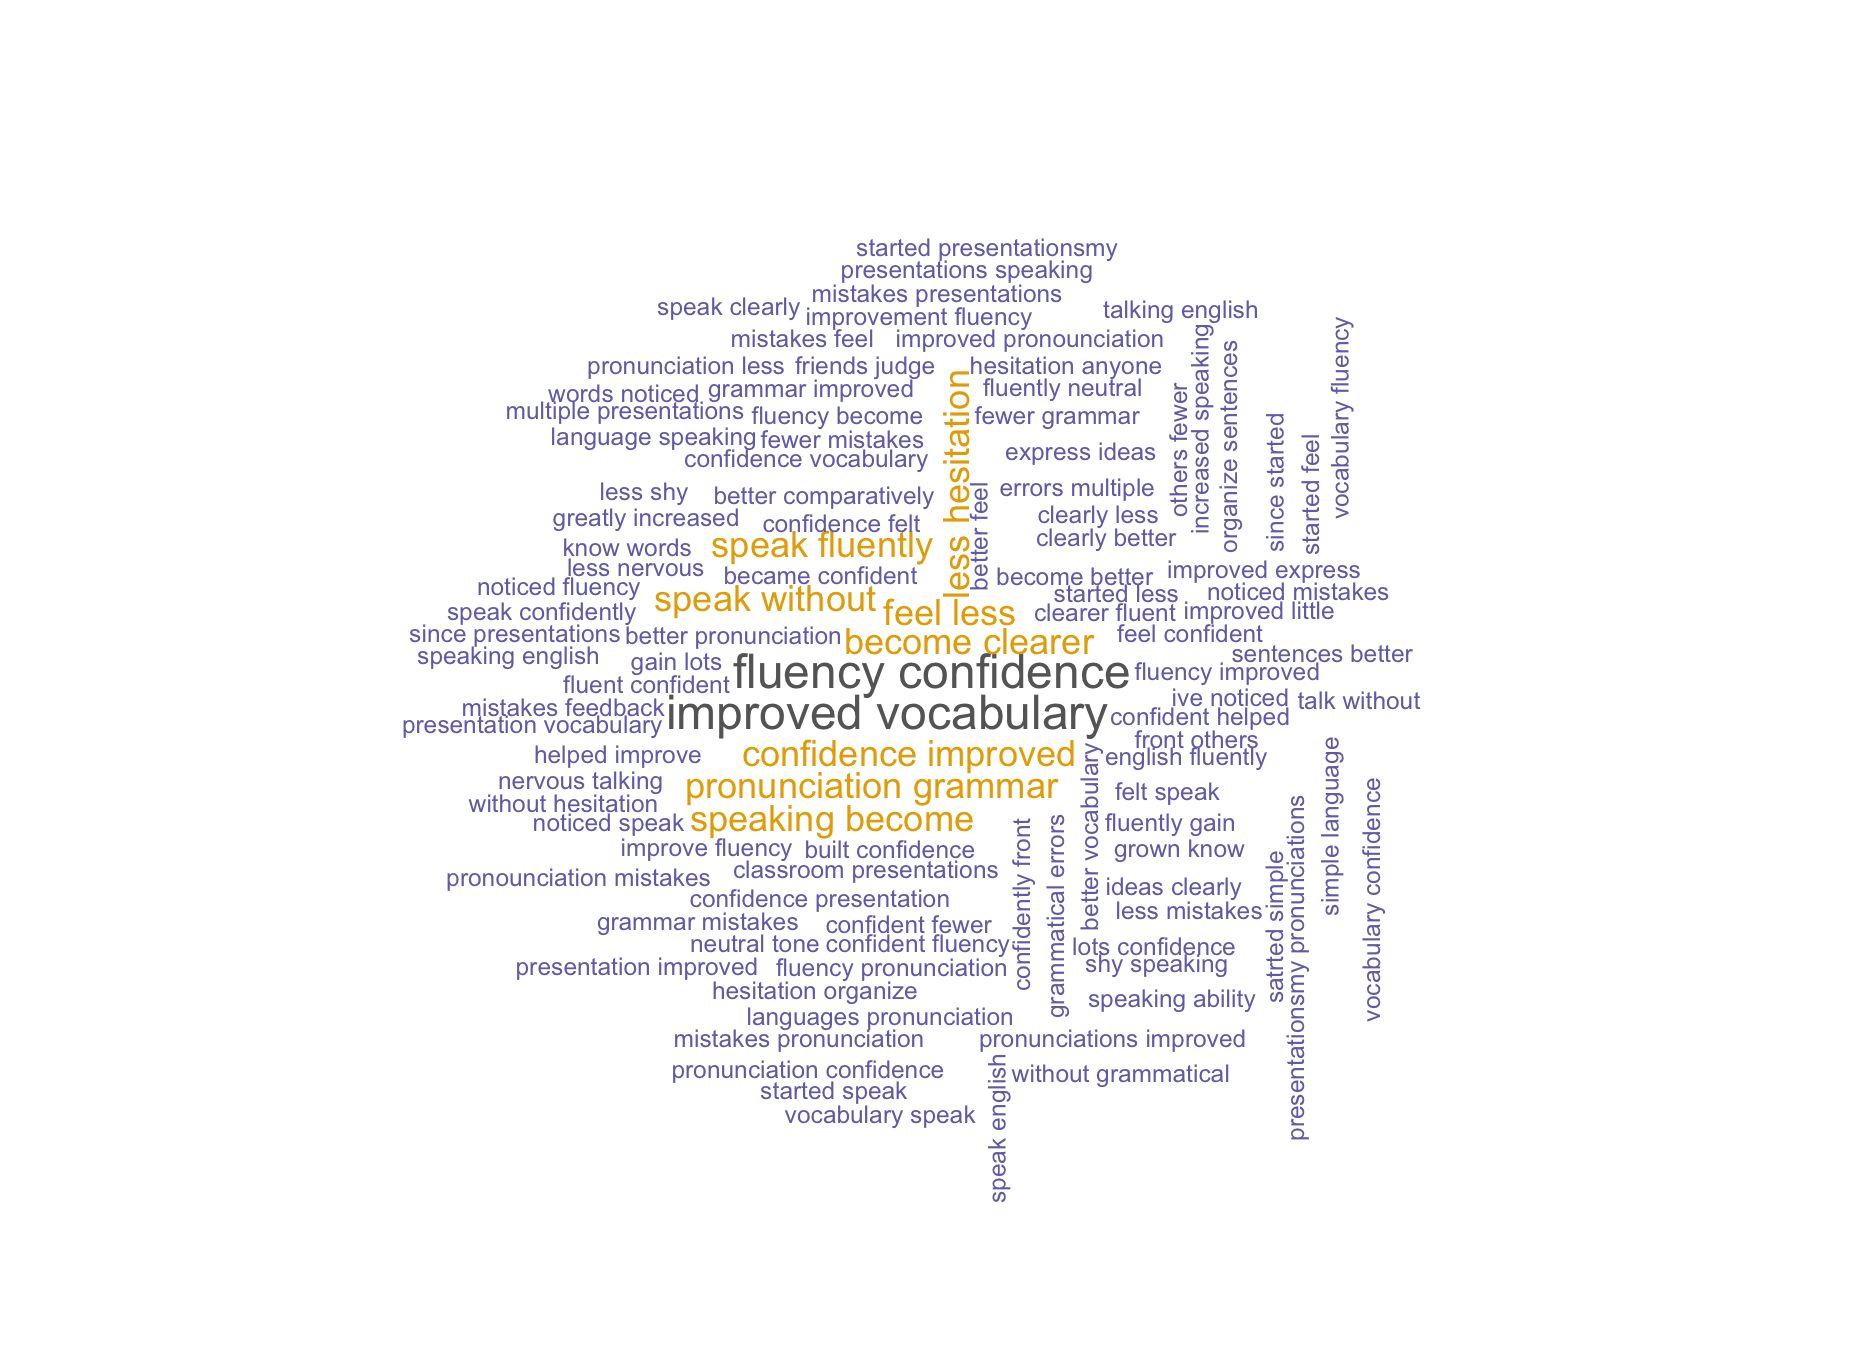 started presentationsmy
presentations speaking
mistakes presentations
speak clearly
talking english
improvement fluency
mistakes feel
improved pronounciation
pronunciation less
friends judge
hesitation anyone
words noticed
grammar improved
fluently neutral
multiple presentations
fluency become
fewer grammar
language speaking
fewer mistakes
confidence vocabulary
express ideas
less hesitation
others fewer
increased speaking
organize sentences
since started
started feel
vocabulary fluency
less shy
better comparatively
errors multiple
greatly increased
confidence felt
clearly less
clearly better
know words
speak fluently
better feel
less nervous
became confident
become better
improved express
noticed fluency
speak without
started less
noticed mistakes
speak confidently
feel less
clearer fluent
improved little
since presentations
better pronunciation
become clearer
feel confident
speaking english
gain lots
sentences better
fluency confidence
fluency improved
fluent confident
ive noticed
talk without
mistakes feedback
improved vocabulary
confident helped
presentation vocabulary
front others
helped improve
confidence improved
english fluently
nervous talking
pronunciation grammar
better vocabulary
felt speak
without hesitation
noticed speak
speaking become
fluently gain
improve fluency
built confidence
grown know
classroom presentations
pronounciation mistakes
confidence presentation
ideas clearly
less mistakes
grammar mistakes
confident fewer
neutral tone
confident fluency
confidently front
grammatical errors
lots confidence
presentation improved
fluency pronunciation
shy speaking
satrted simple
presentationsmy pronunciations
simple language
vocabulary confidence
hesitation organize
speaking ability
languages pronunciation
mistakes pronunciation
pronunciations improved
pronunciation confidence
without grammatical
started speak
vocabulary speak
speak english